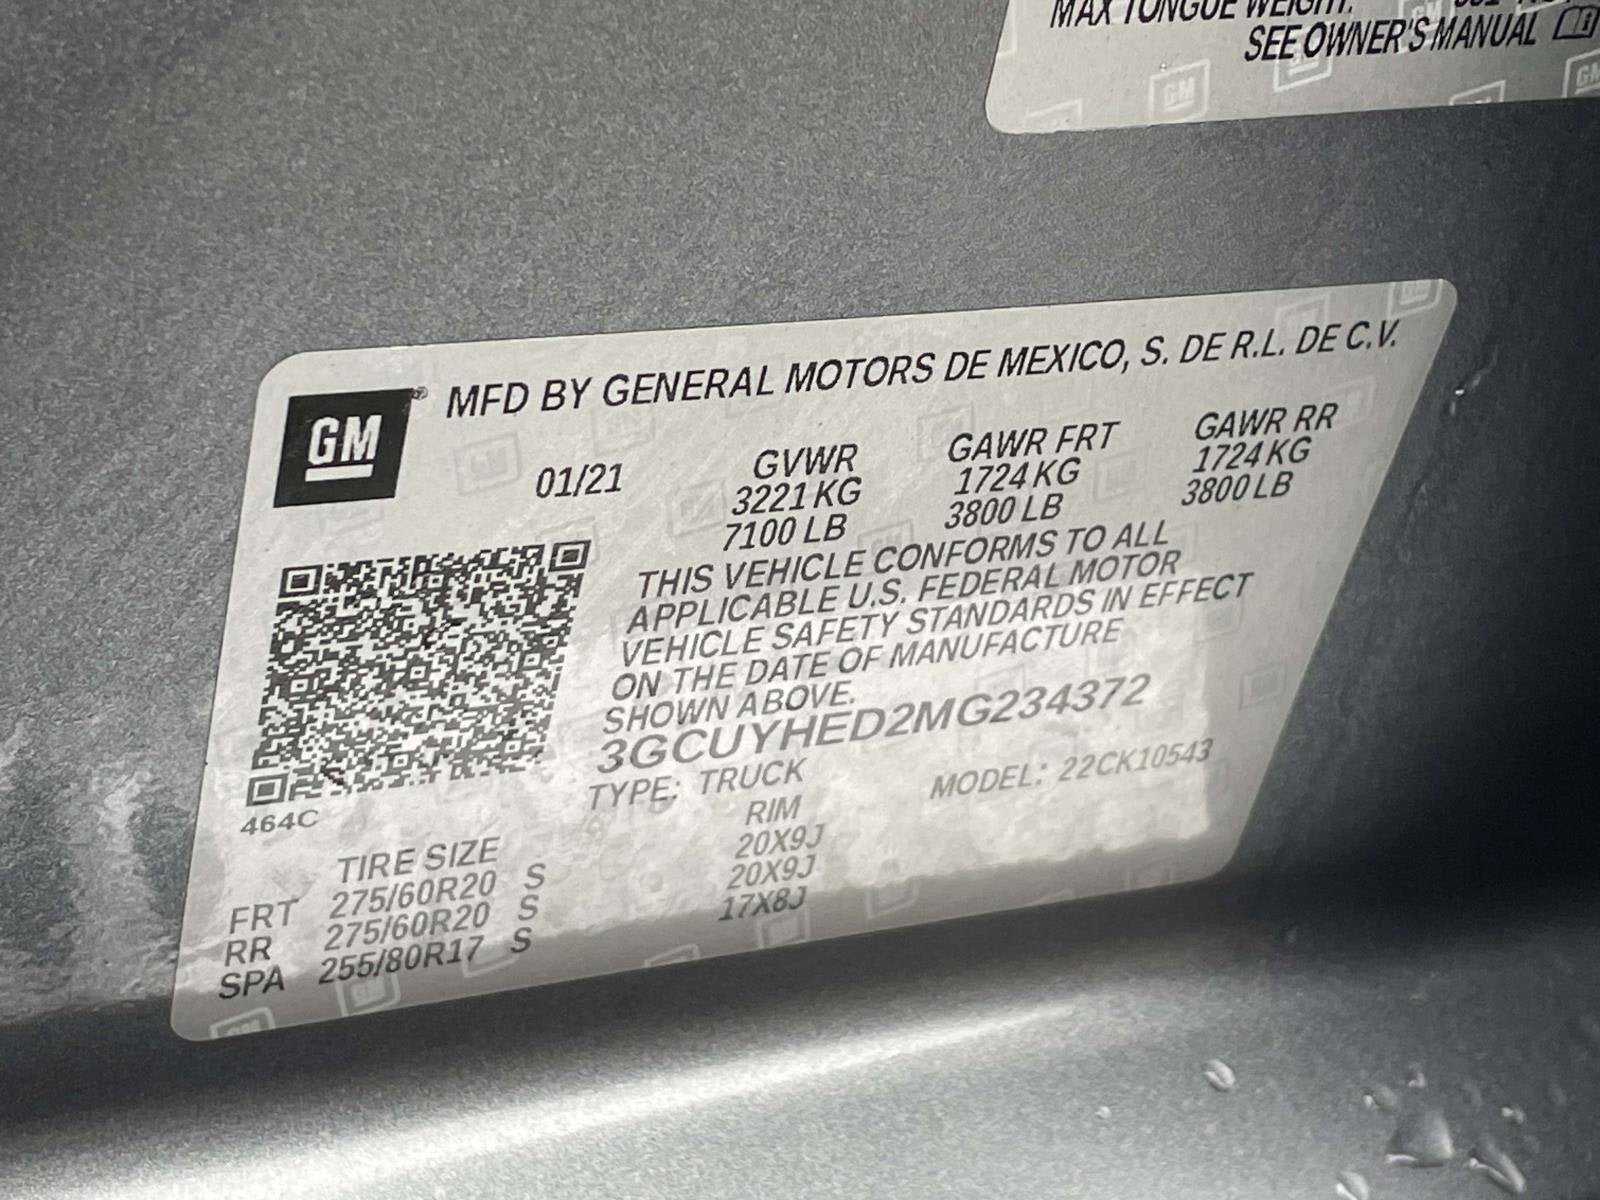 MAX TONGUE WEIGHT:
SEE OWNER'S MANUAL
GM
GM® MFD BY GENERAL MOTORS DE MEXICO, S. DE R.L. DE C.V.
01/21 GVWR GAWR FRT GAWR RR
3221 KG 1724 KG 1724 KG
7100 LB 3800 LB 3800 LB
THIS VEHICLE CONFORMS TO ALL
APPLICABLE U.S. FEDERAL MOTOR
VEHICLE SAFETY STANDARDS IN EFFECT
ON THE DATE OF MANUFACTURE
SHOWN ABOVE.
3GCUYHED2MG234372
TYPE: TRUCK MODEL: 22CK10543
464C
TIRE SIZE RIM
FRT 275/60R20 S 20X9J
RR 275/60R20 S 20X9J
SPA 255/80R17 S 17X8J